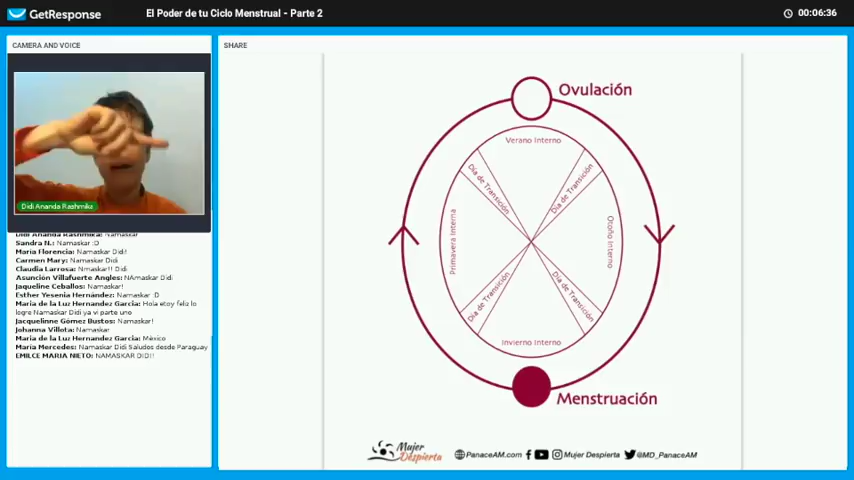 GetResponse
El Poder de tu Ciclo Menstrual - Parte 2
00:06:36
CAMERA AND VOICE
SHARE
Didi Ananda Rashmika
Didi Ananda Rashmika: Namaskar
Sandra N.: Namaskar :D
Maria Florencia: Namaskar Didi!
Carmen Mary: Namaskar Didi
Claudia Larrosa: Nmaskar!! Didi
Asunción Villafuerte Angles: NAmaskar Didi
Jaqueline Ceballos: Namaskar!
Esther Yesenia Hernández: Namaskar :D
Maria de la Luz Hernandez Garcia: Hola etoy feliz lo
logre Namaskar Didi ya vi parte uno
Jacquelinne Gómez Bustos: Namaskar!
Johanna Villota: Namaskar
Maria de la Luz Hernandez Garcia: México
María Mercedes: Namaskar Didi Saludos desde Paraguay
EMILCE MARIA NIETO: NAMASKAR DIDI!
Ovulación
Verano Interno
Día de Transición
Día de Transición
Primavera Interna
Otoño Interno
Día de Transición
Día de Transición
Invierno Interno
Menstruación
Mujer
Despierta
PanaceAM.com
Mujer Despierta
@MD_PanaceAM